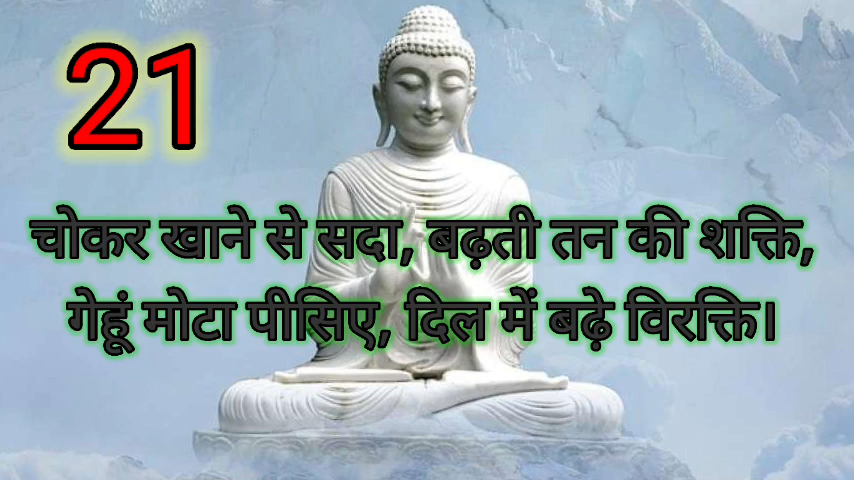 21
चोकर खाने से सदा, बढ़ती तन की शक्ति,
गेहूं मोटा पीसिए, दिल में बढ़े विरक्ति।